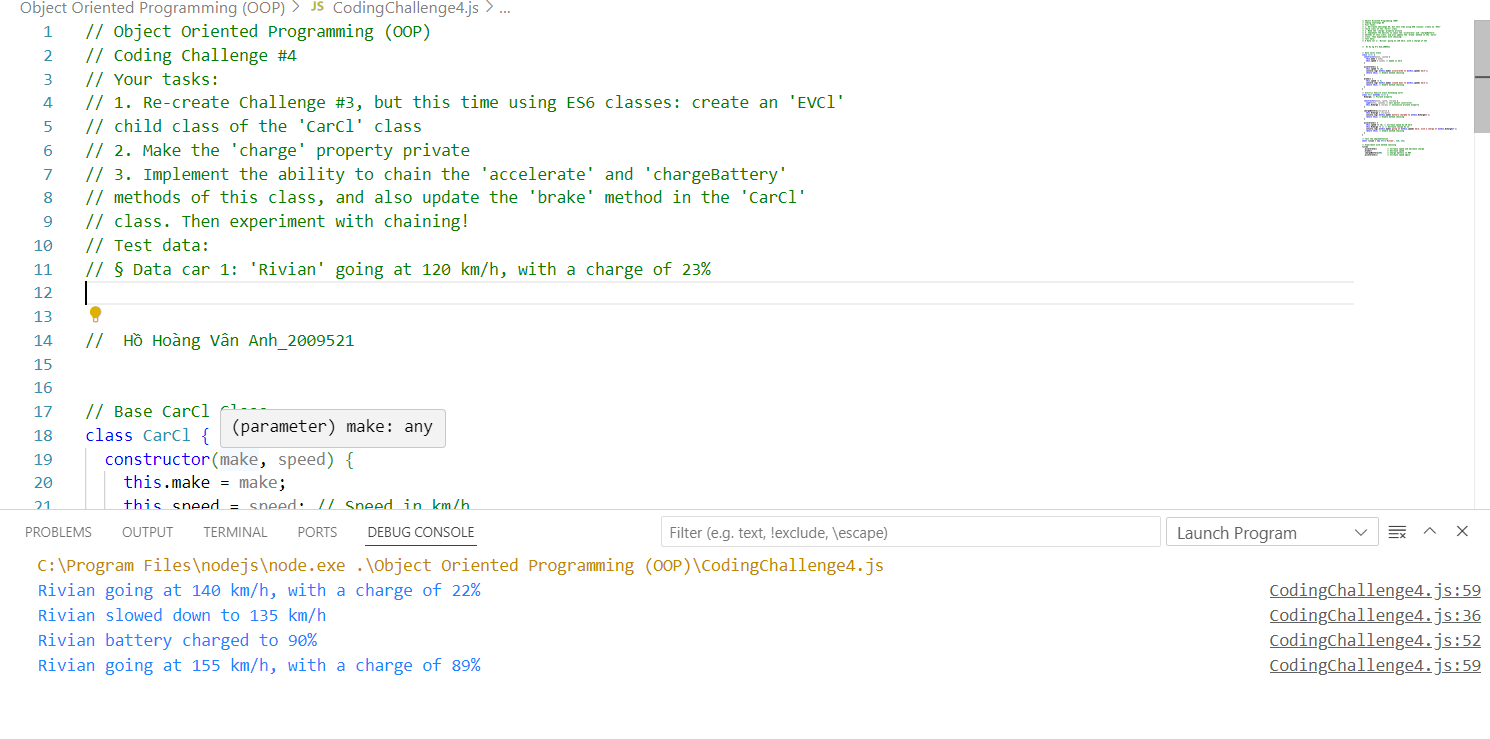 Object Oriented Programming (OOP) > JS CodingChallenge4.js > ...
1 // Object Oriented Programming (OOP)
2 // Coding Challenge #4
3 // Your tasks:
4 // 1. Re-create Challenge #3, but this time using ES6 classes: create an 'EVCl'
5 // child class of the 'CarCl' class
6 // 2. Make the 'charge' property private
7 // 3. Implement the ability to chain the 'accelerate' and 'chargeBattery'
8 // methods of this class, and also update the 'brake' method in the 'CarCl'
9 // class. Then experiment with chaining!
10 // Test data:
11 // § Data car 1: 'Rivian' going at 120 km/h, with a charge of 23%
12
13
14 // Hồ Hoàng Vân Anh_2009521
15
16
17 // Base CarCl Class
(parameter) make: any
18 class CarCl {
19 constructor(make, speed) {
20 this.make = make;
21 this.speed = speed; // Speed in km/h
PROBLEMS OUTPUT TERMINAL PORTS DEBUG CONSOLE Filter (e.g. text, !exclude, \escape) Launch Program
C:\Program Files\nodejs\node.exe .\Object Oriented Programming (OOP)\CodingChallenge4.js
Rivian going at 140 km/h, with a charge of 22% CodingChallenge4.js:59
Rivian slowed down to 135 km/h CodingChallenge4.js:36
Rivian battery charged to 90% CodingChallenge4.js:52
Rivian going at 155 km/h, with a charge of 89% CodingChallenge4.js:59